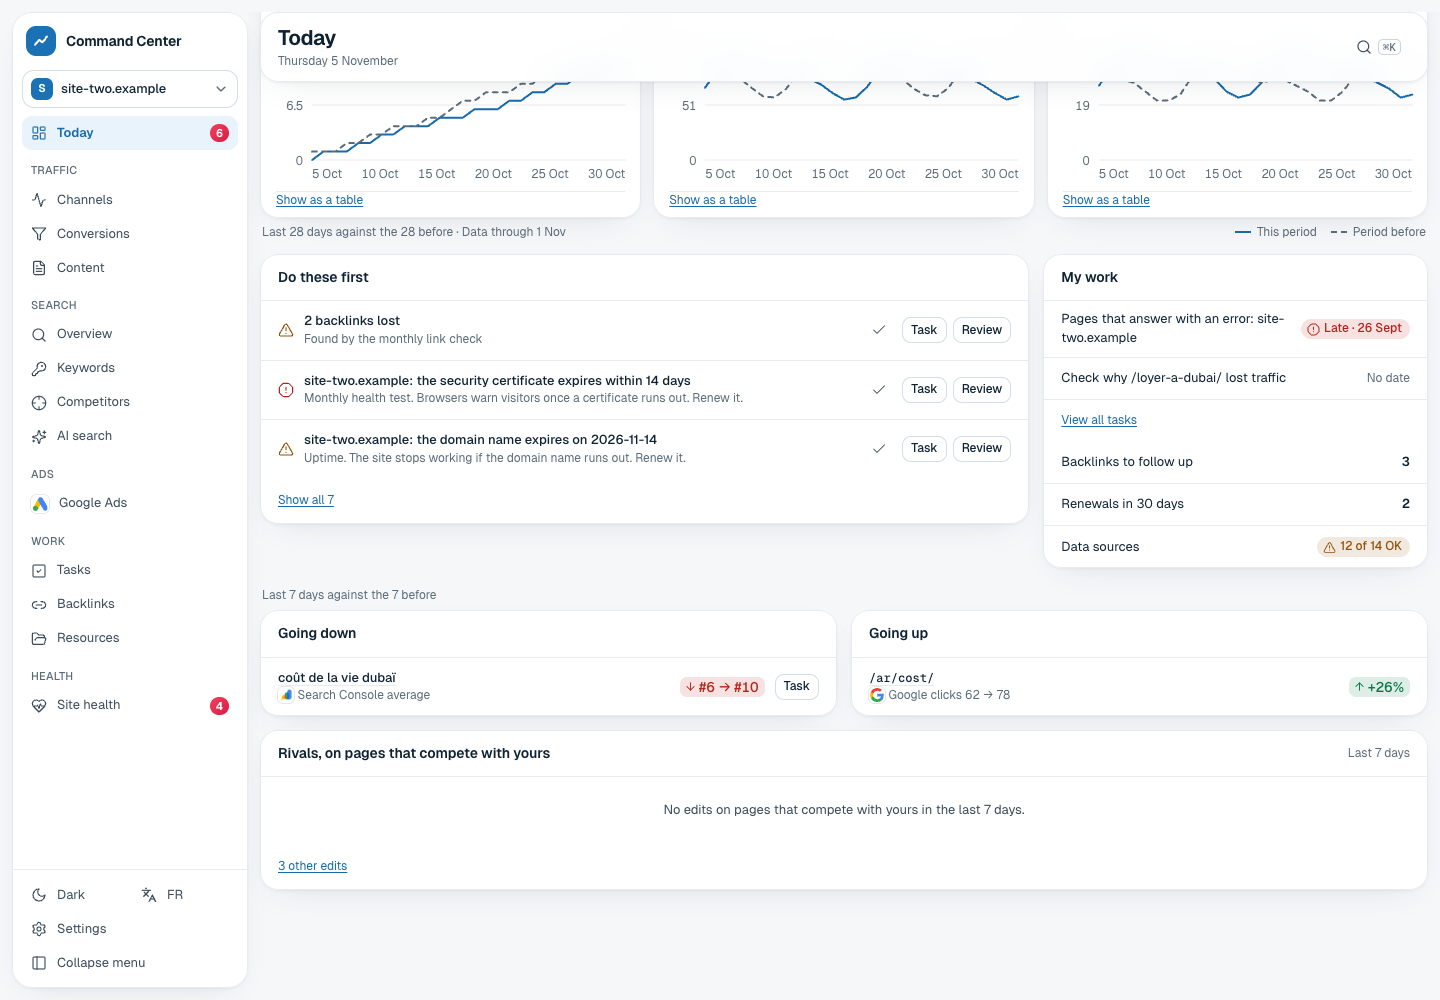 Command Center
S site-two.example
Today 6
TRAFFIC
Channels
Conversions
Content
SEARCH
Overview
Keywords
Competitors
AI search
ADS
Google Ads
WORK
Tasks
Backlinks
Resources
HEALTH
Site health 4
Dark FR
Settings
Collapse menu
Today
Thursday 5 November
⌘K
6.5
0
5 Oct 10 Oct 15 Oct 20 Oct 25 Oct 30 Oct
Show as a table
51
0
5 Oct 10 Oct 15 Oct 20 Oct 25 Oct 30 Oct
Show as a table
19
0
5 Oct 10 Oct 15 Oct 20 Oct 25 Oct 30 Oct
Show as a table
Last 28 days against the 28 before · Data through 1 Nov
This period Period before
Do these first
2 backlinks lost
Found by the monthly link check
Task Review
site-two.example: the security certificate expires within 14 days
Monthly health test. Browsers warn visitors once a certificate runs out. Renew it.
Task Review
site-two.example: the domain name expires on 2026-11-14
Uptime. The site stops working if the domain name runs out. Renew it.
Task Review
Show all 7
My work
Pages that answer with an error: site-
two.example
Late · 26 Sept
Check why /loyer-a-dubai/ lost traffic No date
View all tasks
Backlinks to follow up 3
Renewals in 30 days 2
Data sources 12 of 14 OK
Last 7 days against the 7 before
Going down
coût de la vie dubaï
Search Console average
↓ #6 → #10 Task
Going up
/ar/cost/
Google clicks 62 → 78
↑ +26%
Rivals, on pages that compete with yours Last 7 days
No edits on pages that compete with yours in the last 7 days.
3 other edits